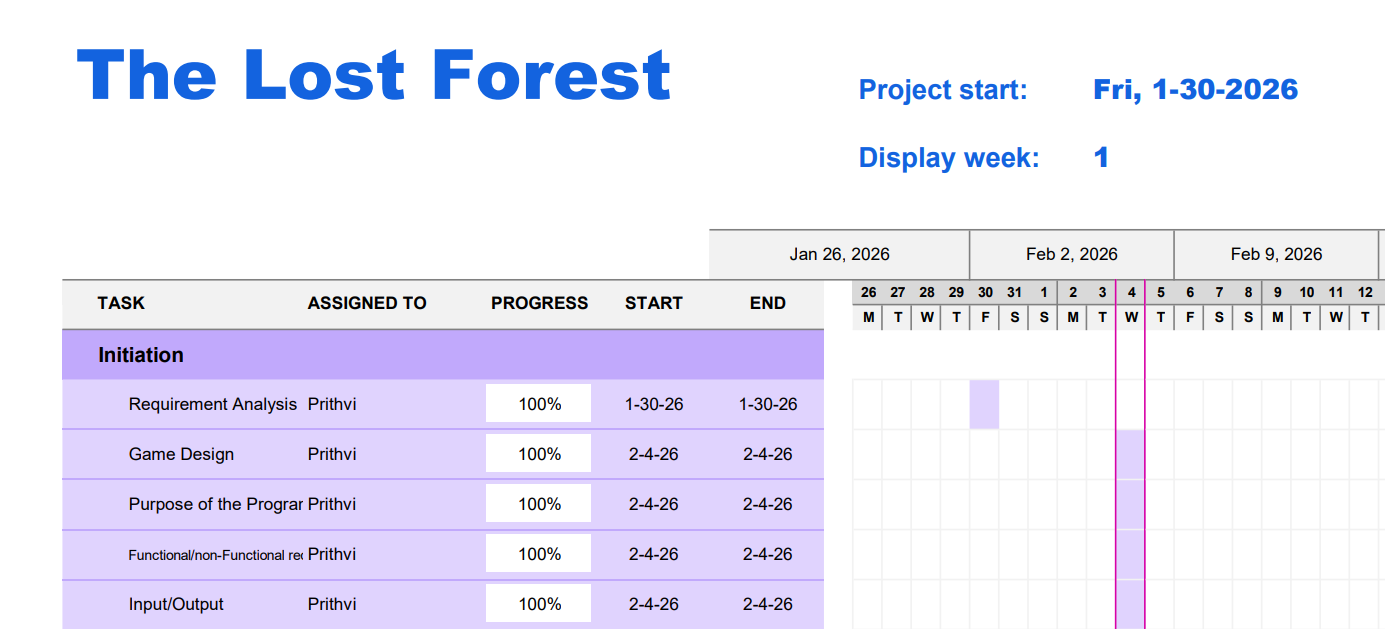 The Lost Forest
Project start: Fri, 1-30-2026
Display week: 1
Jan 26, 2026 Feb 2, 2026 Feb 9, 2026
TASK ASSIGNED TO PROGRESS START END 26 27 28 29 30 31 1 2 3 4 5 6 7 8 9 10 11 12
M T W T F S S M T W T F S S M T W T
Initiation
Requirement Analysis Prithvi 100% 1-30-26 1-30-26
Game Design Prithvi 100% 2-4-26 2-4-26
Purpose of the Prograr Prithvi 100% 2-4-26 2-4-26
Functional/non-Functional rec Prithvi 100% 2-4-26 2-4-26
Input/Output Prithvi 100% 2-4-26 2-4-26